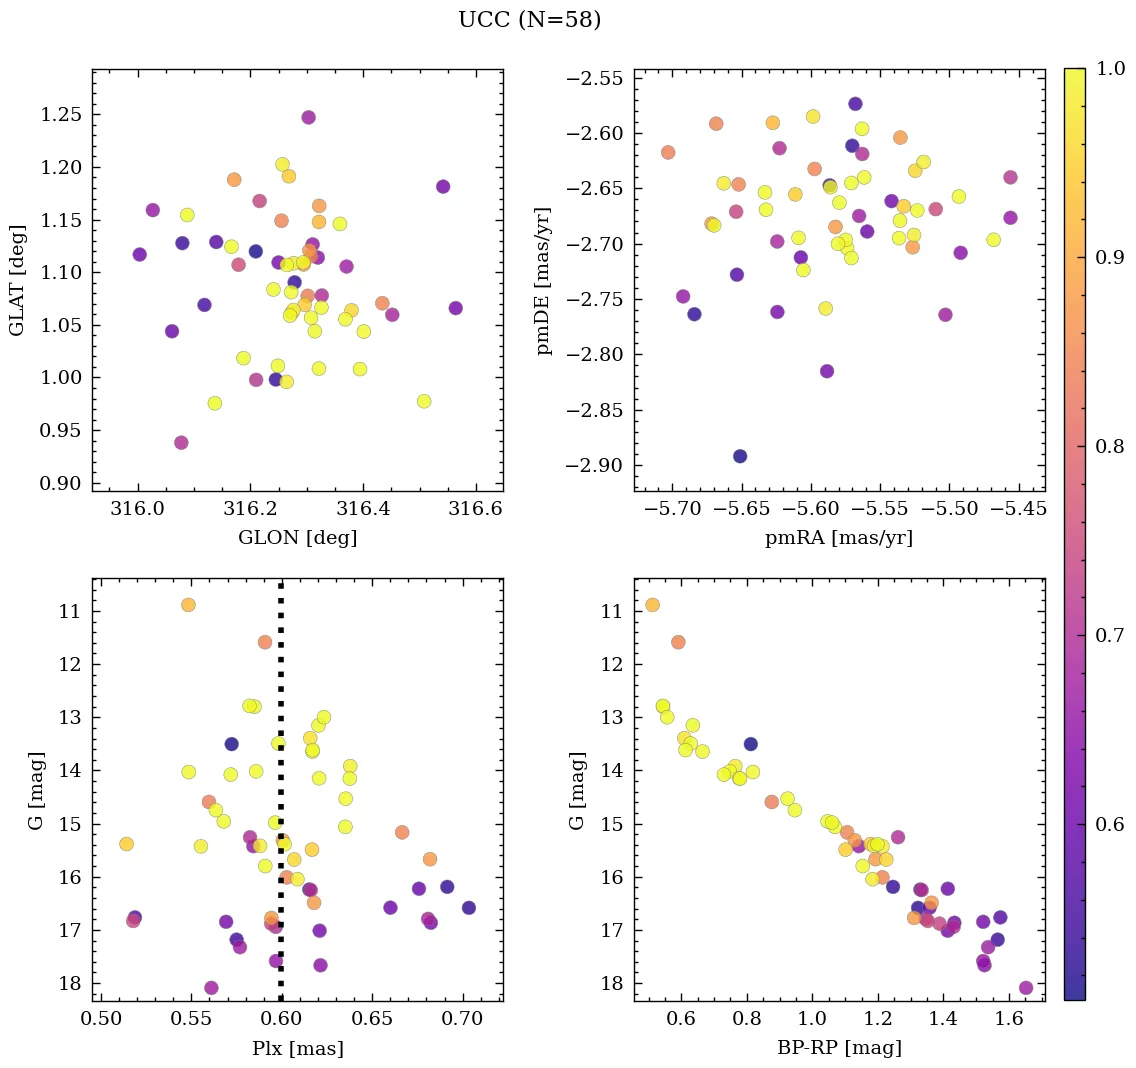 UCC (N=58)
1.25
1.20
1.15
1.10
1.05
1.00
0.95
0.90
GLAT [deg]
316.0 316.2 316.4 316.6
GLON [deg]
−2.55
−2.60
−2.65
−2.70
−2.75
−2.80
−2.85
−2.90
pmDE [mas/yr]
−5.70 −5.65 −5.60 −5.55 −5.50 −5.45
pmRA [mas/yr]
11
12
13
14
15
16
17
18
G [mag]
0.50 0.55 0.60 0.65 0.70
Plx [mas]
11
12
13
14
15
16
17
18
G [mag]
0.6 0.8 1.0 1.2 1.4 1.6
BP-RP [mag]
1.0
0.9
0.8
0.7
0.6